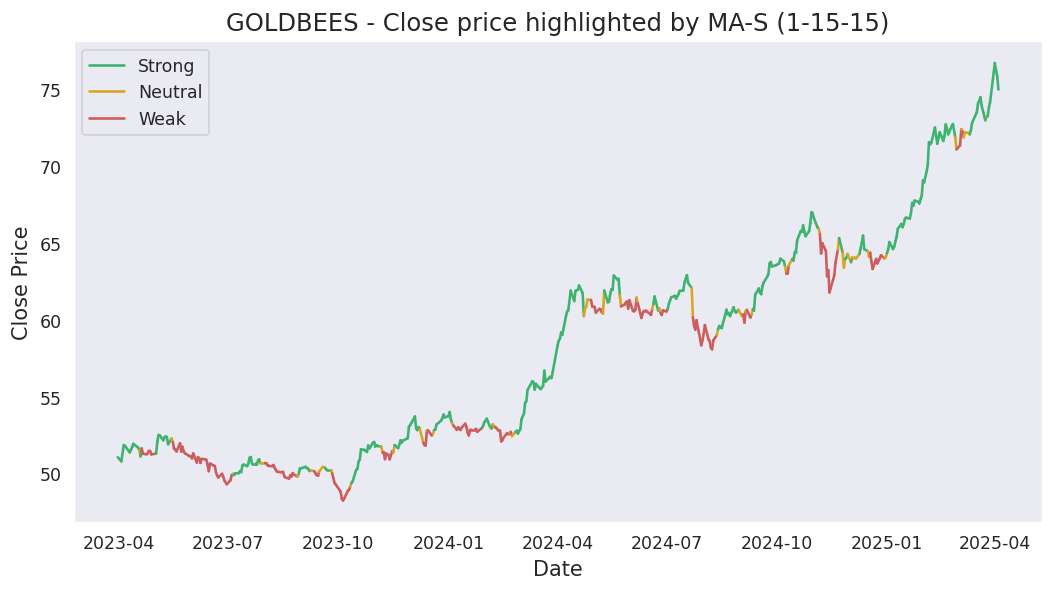 GOLDBEES - Close price highlighted by MA-S (1-15-15)
Strong
Neutral
Weak
Close Price
75
70
65
60
55
50
2023-04 2023-07 2023-10 2024-01 2024-04 2024-07 2024-10 2025-01 2025-04
Date